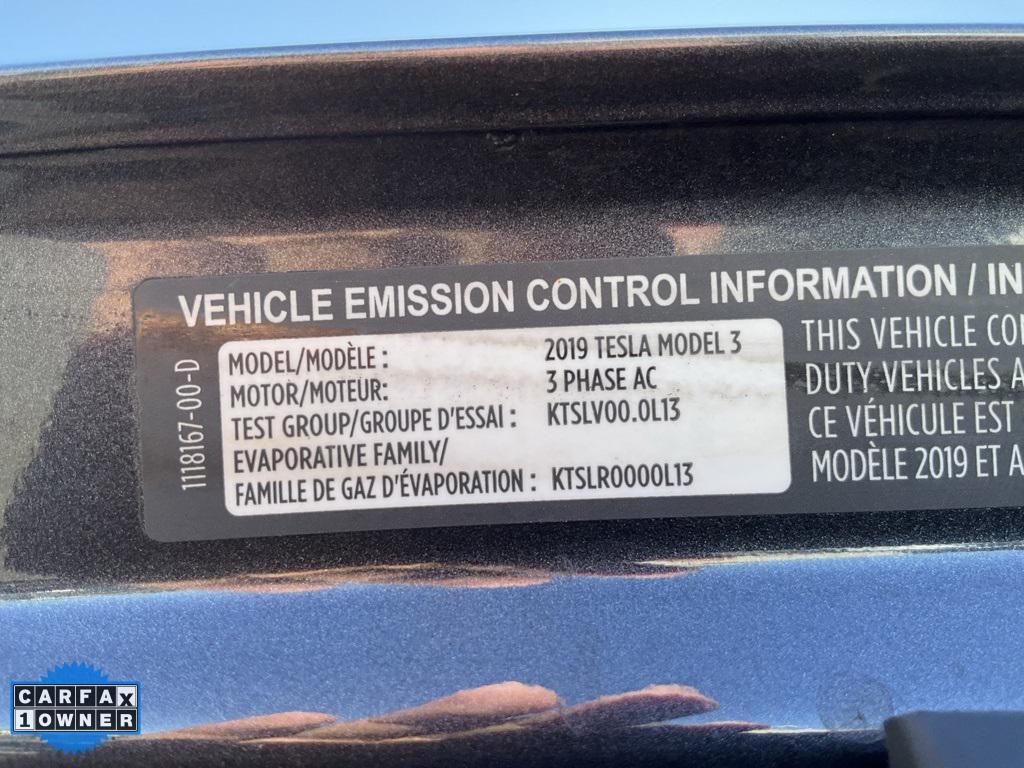 VEHICLE EMISSION CONTROL INFORMATION / IN
MODEL/MODÈLE : 2019 TESLA MODEL 3
MOTOR/MOTEUR: 3 PHASE AC
TEST GROUP/GROUPE D'ESSAI : KTSLV00.0L13
EVAPORATIVE FAMILY/
FAMILLE DE GAZ D'ÉVAPORATION : KTSLR0000L13
1118167-00-D
THIS VEHICLE CO
DUTY VEHICLES A
CE VÉHICULE EST
MODÈLE 2019 ET A
CARFAX
1 OWNER